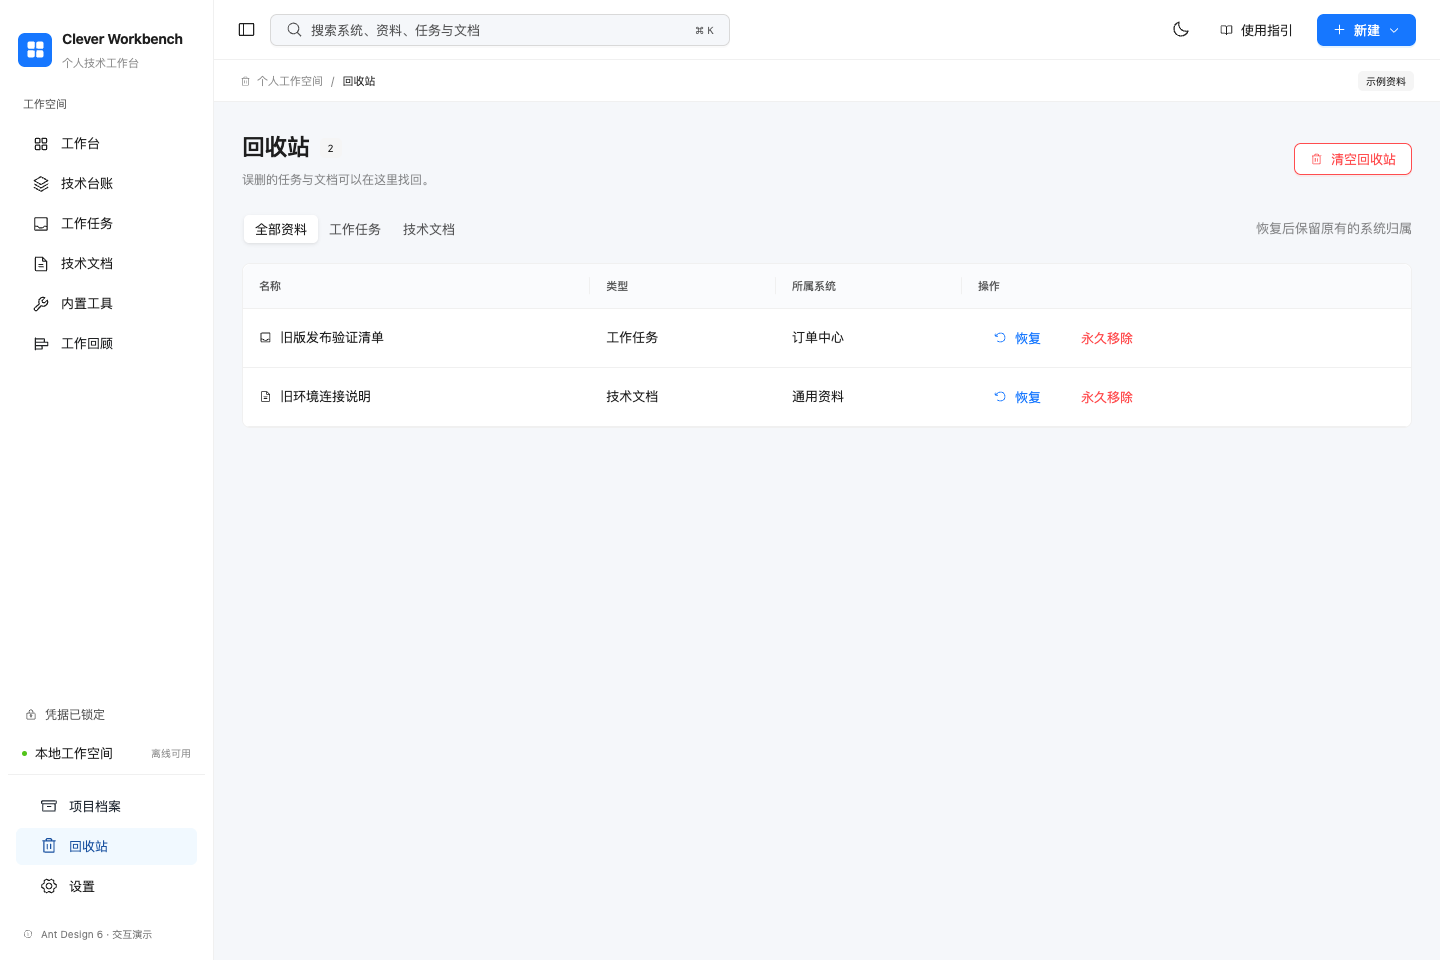 Clever Workbench
个人技术工作台
工作空间
工作台
技术台账
工作任务
技术文档
内置工具
工作回顾
凭据已锁定
本地工作空间 离线可用
项目档案
回收站
设置
Ant Design 6 · 交互演示
搜索系统、资料、任务与文档 ⌘ K
使用指引
新建
个人工作空间 / 回收站
示例资料
回收站 2
误删的任务与文档可以在这里找回。
清空回收站
全部资料 工作任务 技术文档
恢复后保留原有的系统归属
名称 类型 所属系统 操作
旧版发布验证清单 工作任务 订单中心 恢复 永久移除
旧环境连接说明 技术文档 通用资料 恢复 永久移除